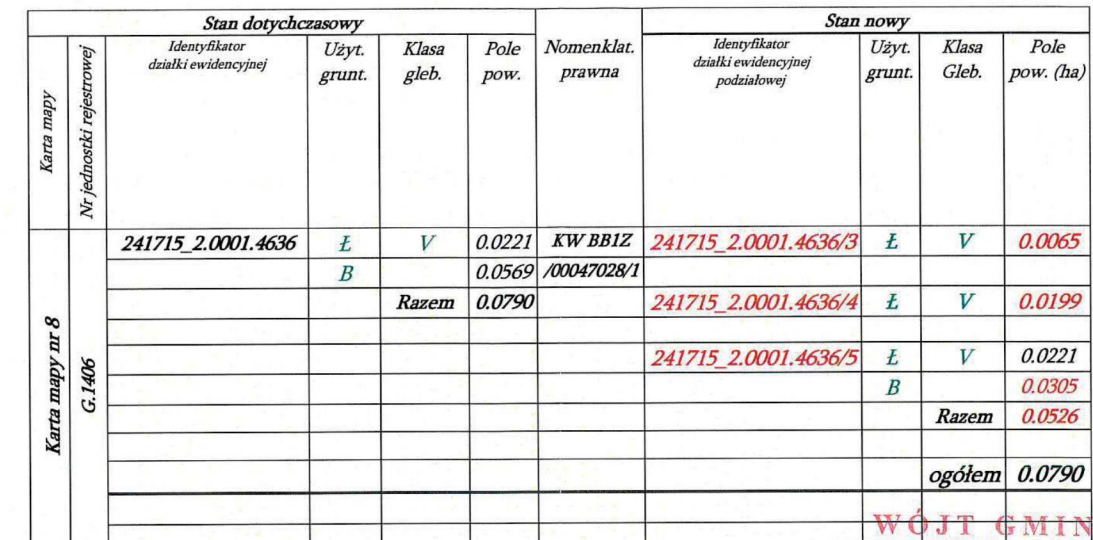 Stan dotychczasowy Stan nowy
Karta mapy
Nr jednostki rejestrowej
Identyfikator
działki ewidencyjnej
Użyt.
grunt.
Klasa
gleb.
Pole
pow.
Nomenklat.
prawna
Identyfikator
działki ewidencyjnej
podziałowej
Użyt.
grunt.
Klasa
Gleb.
Pole
pow. (ha)
Karta mapy nr 8
G.1406
241715_2.0001.4636 Ł V 0.0221 KW BB1Z 241715_2.0001.4636/3 Ł V 0.0065
B 0.0569 /00047028/1
Razem 0.0790 241715_2.0001.4636/4 Ł V 0.0199
241715_2.0001.4636/5 Ł V 0.0221
B 0.0305
Razem 0.0526
ogółem 0.0790
WÓJT GMIN